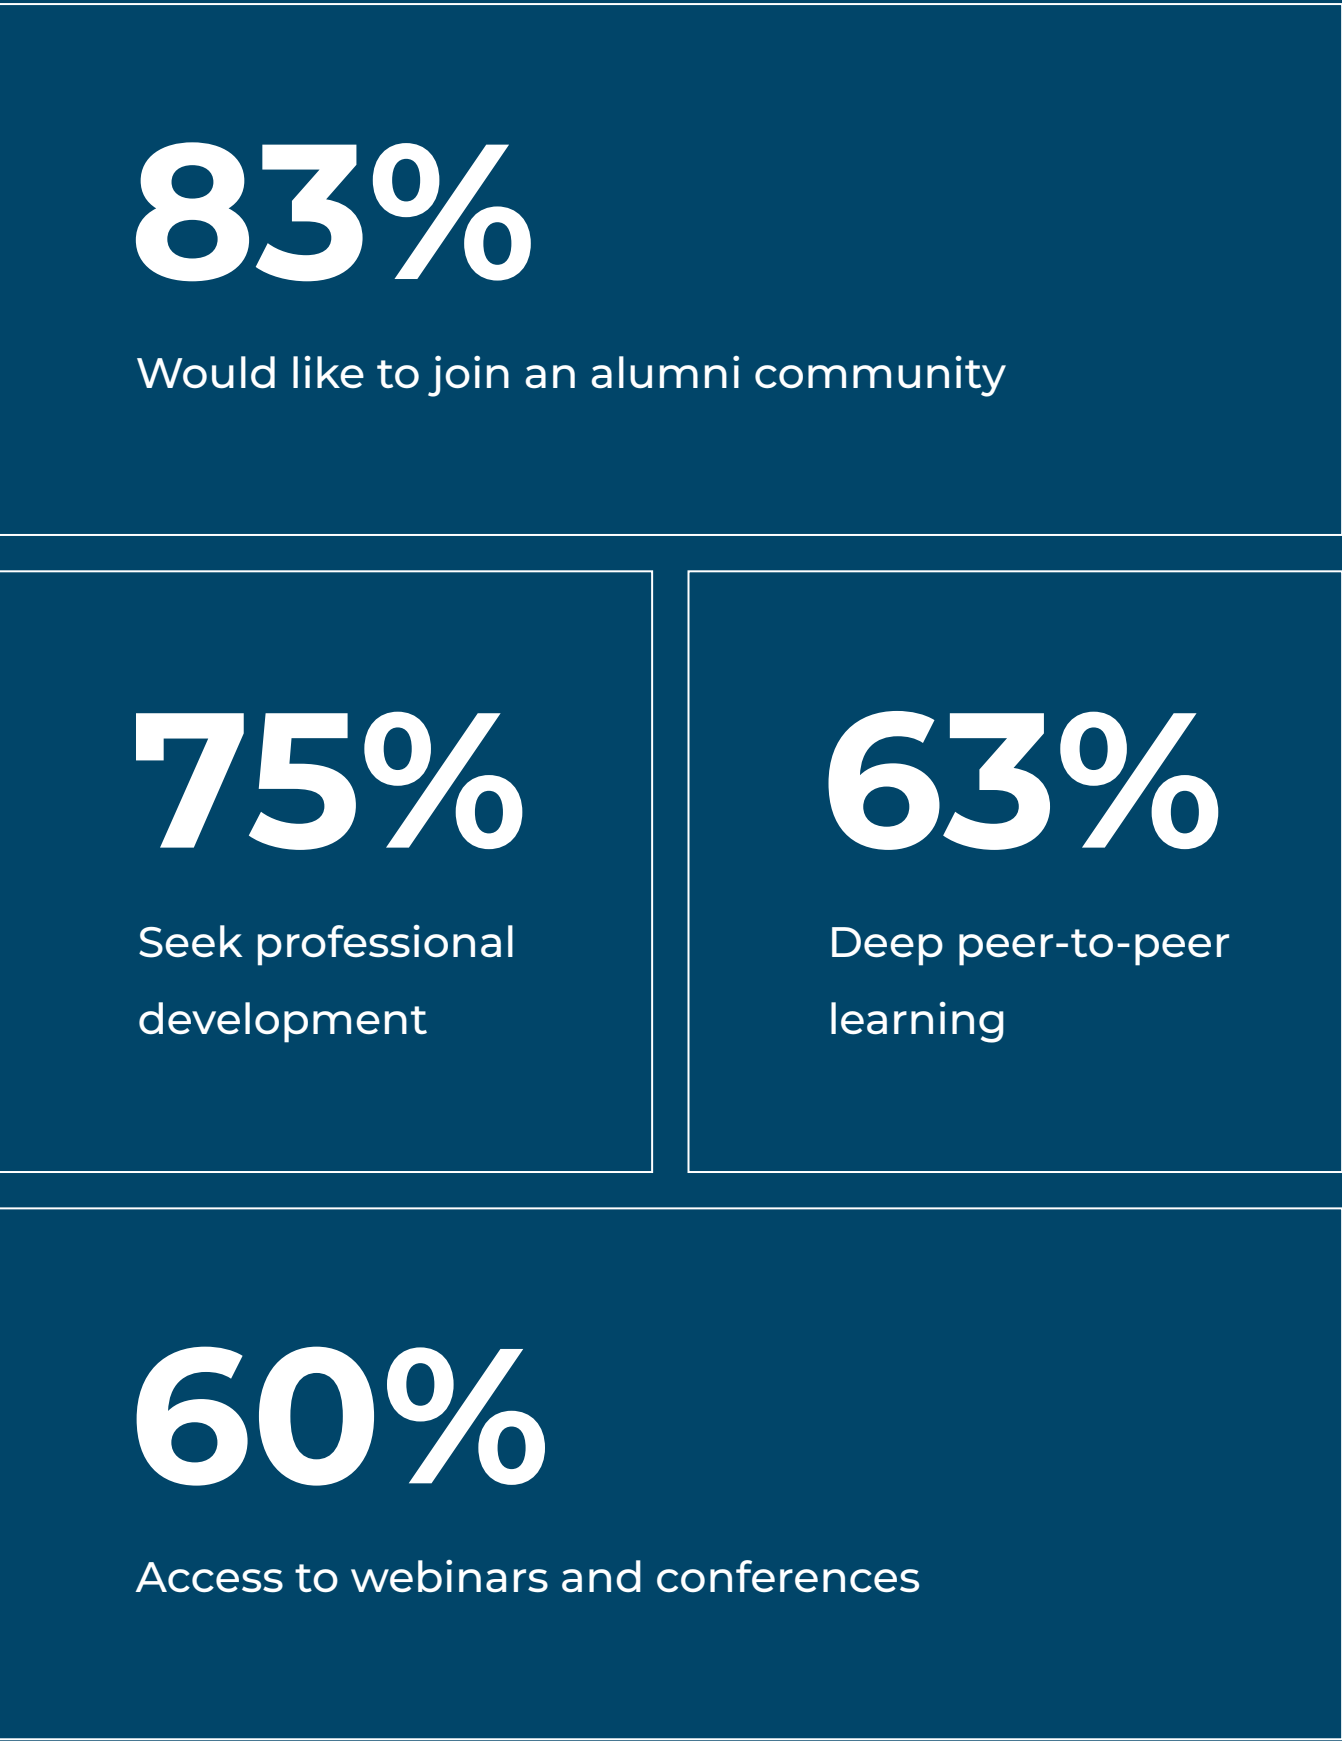 83%
Would like to join an alumni community
75%
Seek professional
development
63%
Deep peer-to-peer
learning
60%
Access to webinars and conferences